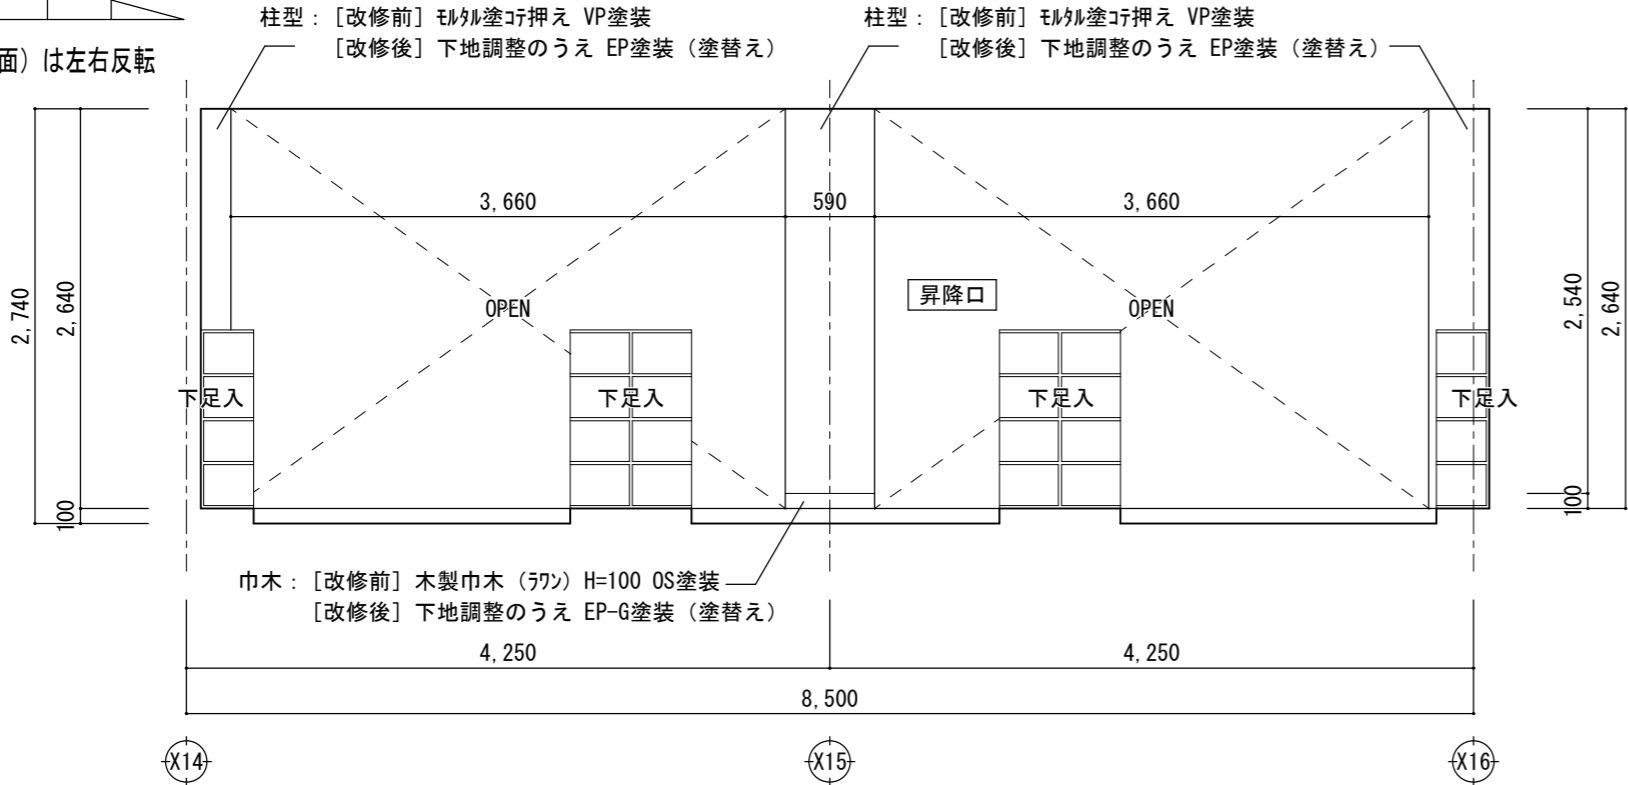 柱型：［改修前］ﾓﾙﾀﾙ塗ｺﾃ押え VP塗装
［改修後］下地調整のうえ EP塗装（塗替え）
柱型：［改修前］ﾓﾙﾀﾙ塗ｺﾃ押え VP塗装
［改修後］下地調整のうえ EP塗装（塗替え）
面）は左右反転
3,660
590
3,660
2,740
2,640
100
昇降口
OPEN
OPEN
2,540
2,640
100
下足入
下足入
下足入
下足入
巾木：［改修前］木製巾木（ﾗﾜﾝ）H=100 OS塗装
［改修後］下地調整のうえ EP-G塗装（塗替え）
4,250
4,250
8,500
X14
X15
X16